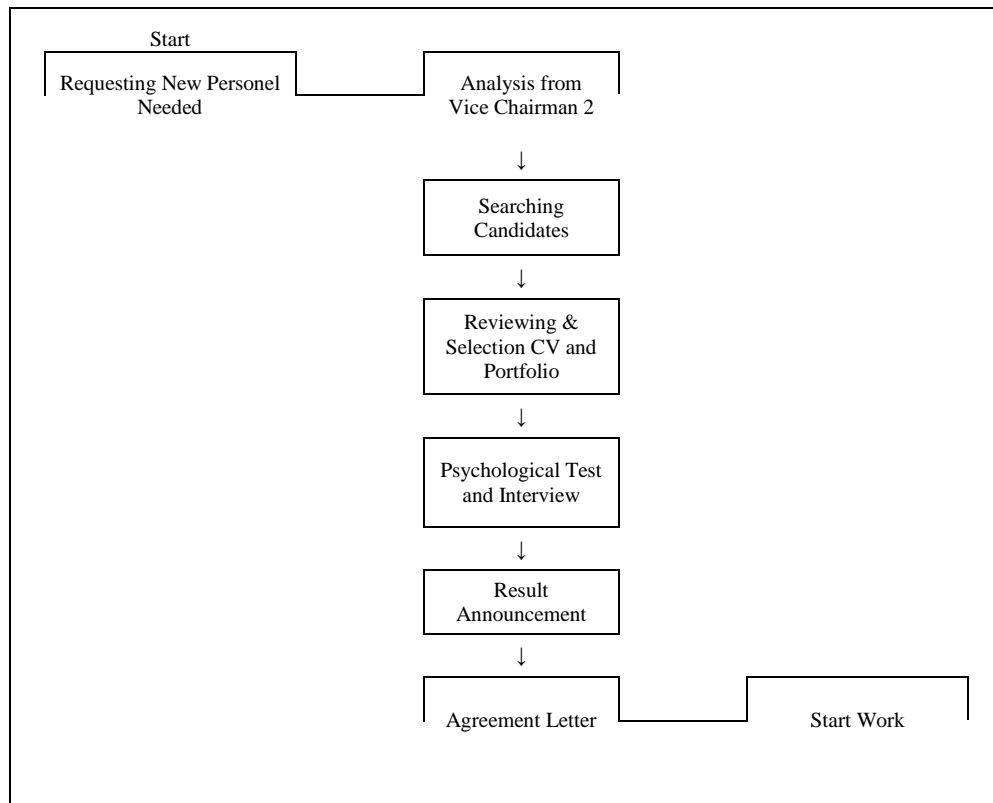 Start
Requesting New Personel
Needed
Analysis from
Vice Chairman 2
↓
Searching
Candidates
↓
Reviewing &
Selection CV and
Portfolio
↓
Psychological Test
and Interview
↓
Result
Announcement
↓
Agreement Letter
Start Work